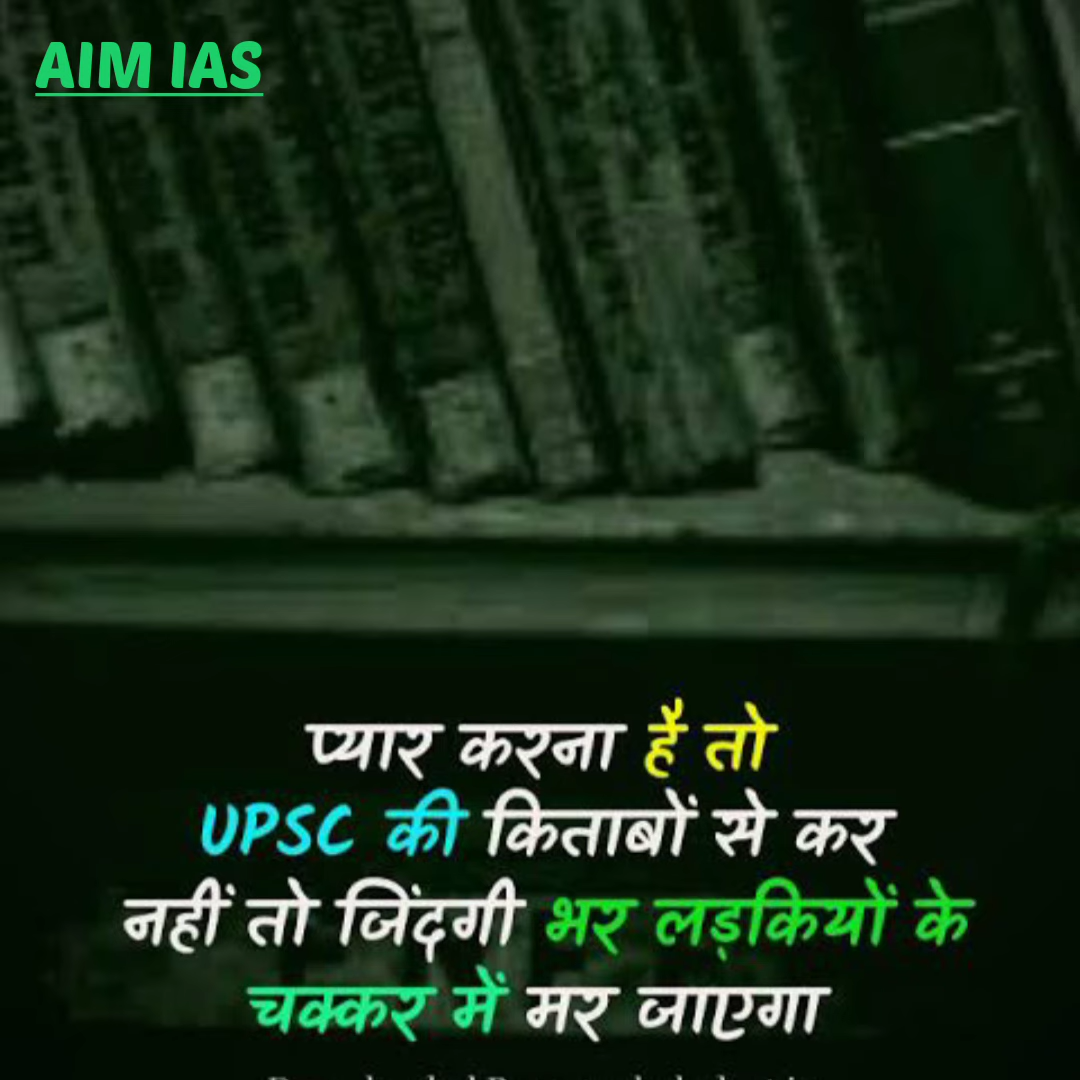 AIM IAS
प्यार करना है तो
UPSC की किताबों से कर
नहीं तो जिंदगी भर लड़कियों के
चक्कर में मर जाएगा